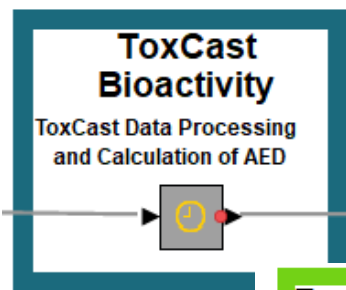 ToxCast
Bioactivity
ToxCast Data Processing
and Calculation of AED